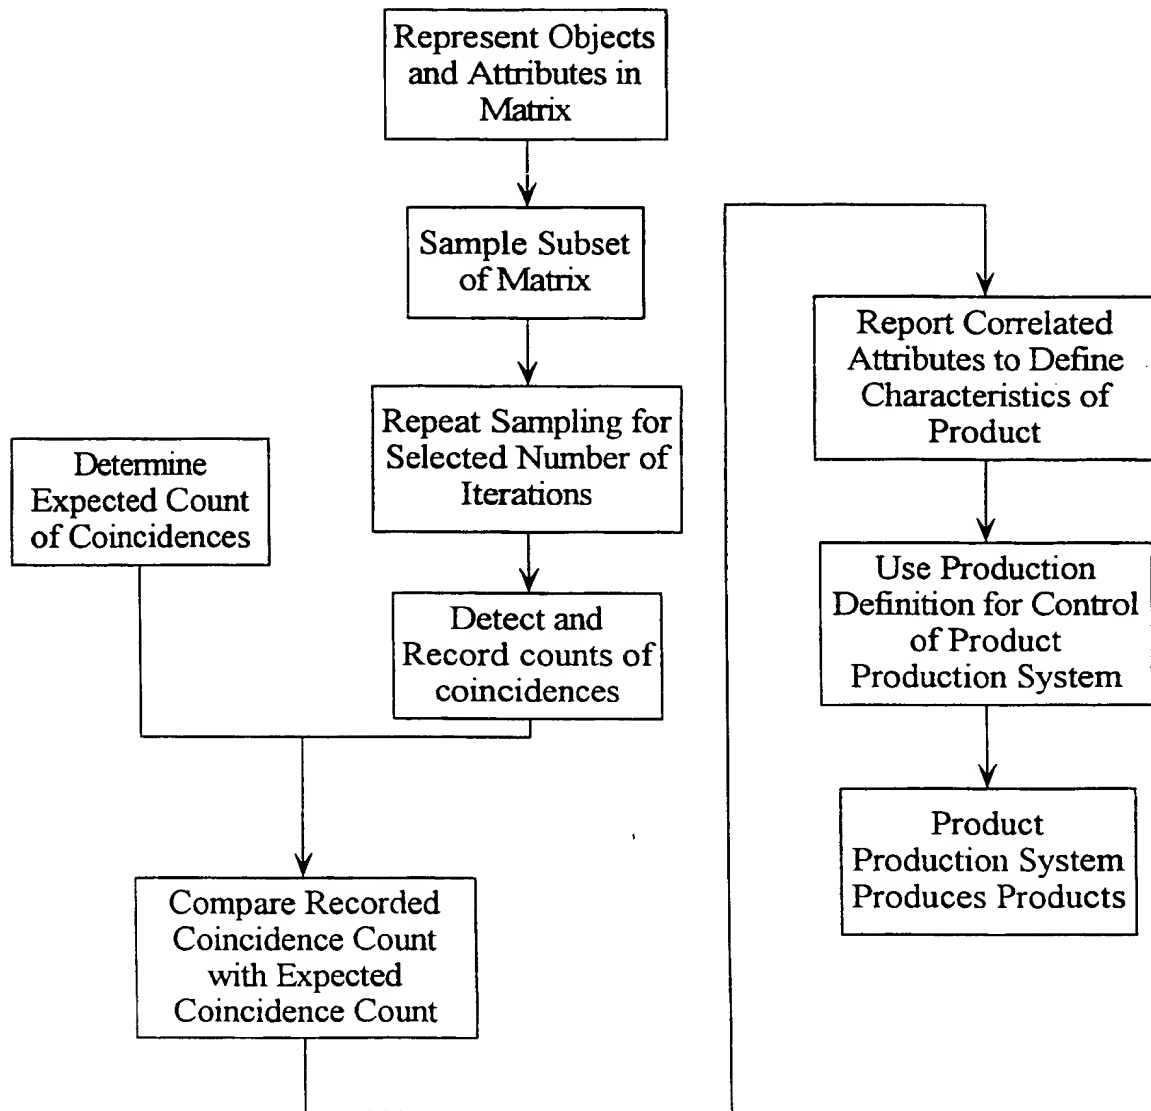 Represent Objects
and Attributes in
Matrix
Sample Subset
of Matrix
Repeat Sampling for
Selected Number of
Iterations
Determine
Expected Count
of Coincidences
Detect and
Record counts of
coincidences
Compare Recorded
Coincidence Count
with Expected
Coincidence Count
Report Correlated
Attributes to Define
Characteristics of
Product
Use Production
Definition for Control
of Product
Production System
Product
Production System
Produces Products